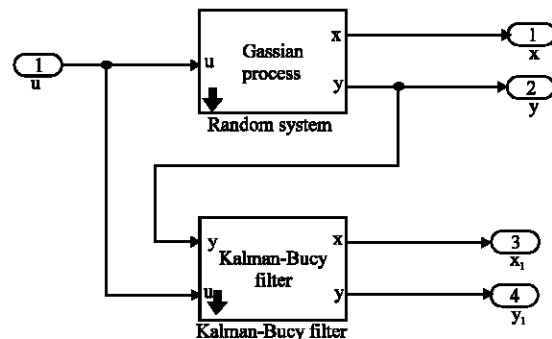 1
u
u
Gassian
process
x
y
Random system
1
x
2
y
y
u
Kalman-Bucy
filter
x
y
Kalman-Bucy filter
3
x₁
4
y₁